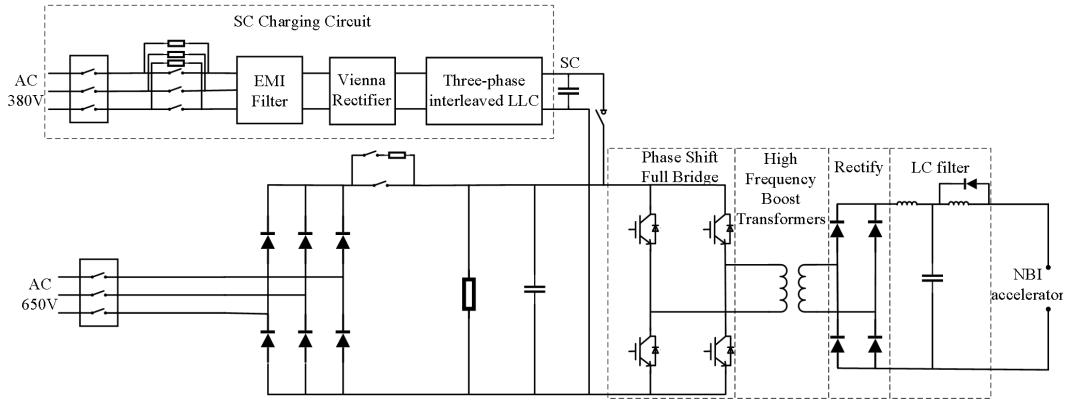 SC Charging Circuit
AC
380V
EMI
Filter
Vienna
Rectifier
Three-phase
interleaved LLC
SC
Phase Shift
Full Bridge
High
Frequency
Boost
Transformers
Rectify
LC filter
AC
650V
NBI
accelerator